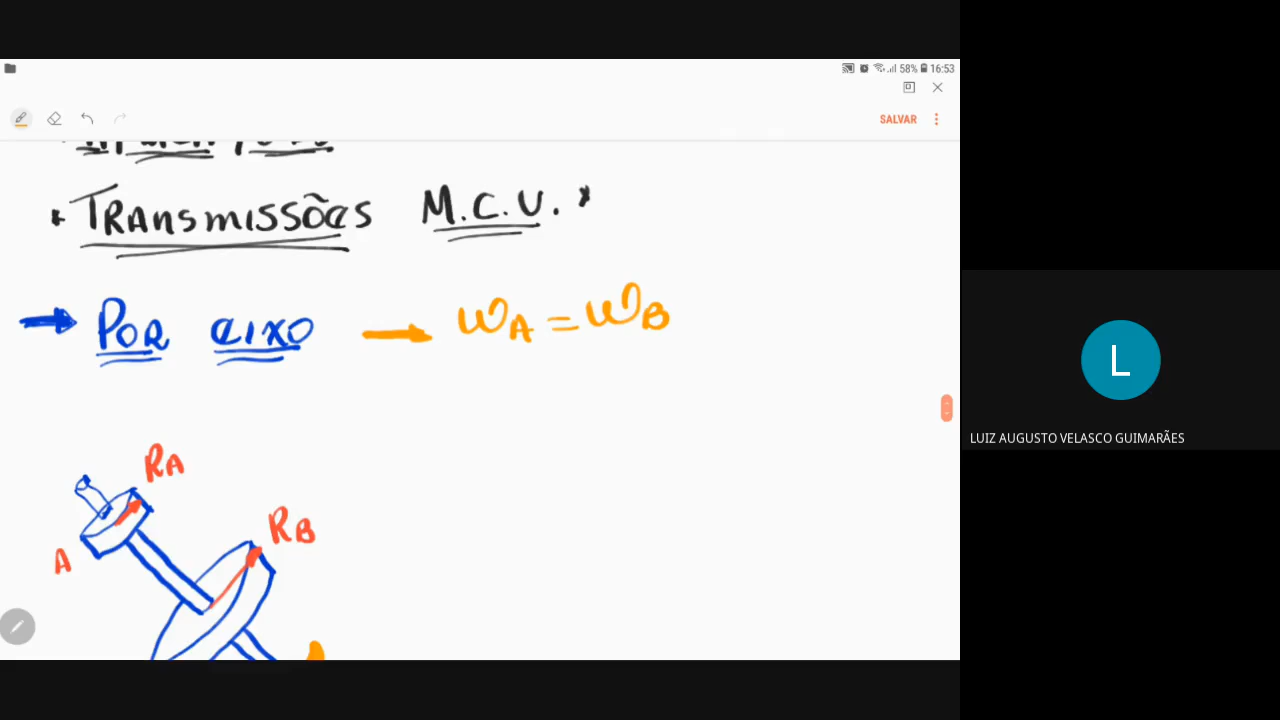 58% 16:53
SALVAR
* TRANSMISSÕES M.C.U. *
→ POR EIXO → ωA = ωB
RA
RB
A
L
LUIZ AUGUSTO VELASCO GUIMARÃES